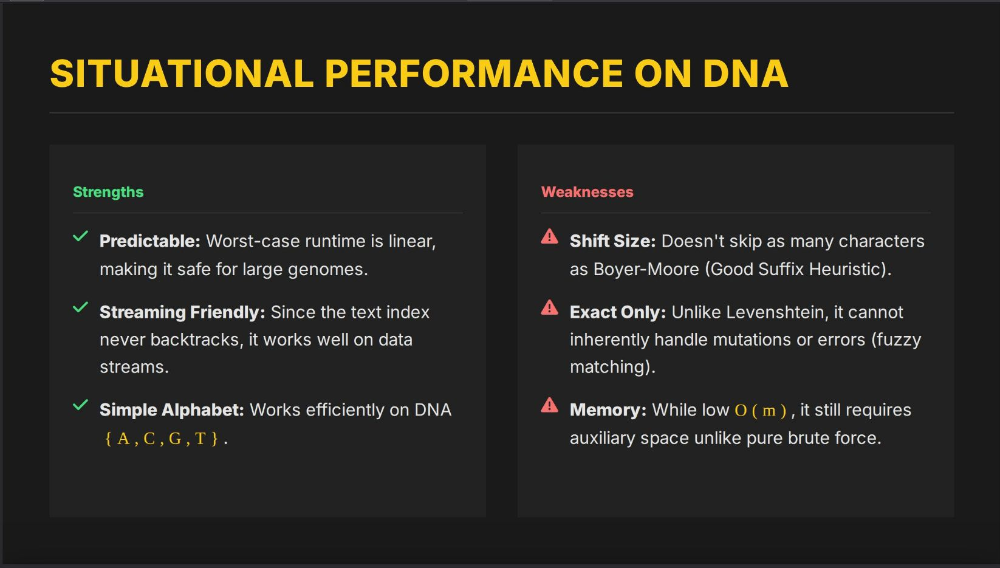 SITUATIONAL PERFORMANCE ON DNA
Strengths
Predictable: Worst-case runtime is linear,
making it safe for large genomes.
Streaming Friendly: Since the text index
never backtracks, it works well on data
streams.
Simple Alphabet: Works efficiently on DNA
{ A , C , G , T } .
Weaknesses
Shift Size: Doesn't skip as many characters
as Boyer-Moore (Good Suffix Heuristic).
Exact Only: Unlike Levenshtein, it cannot
inherently handle mutations or errors (fuzzy
matching).
Memory: While low O ( m ) , it still requires
auxiliary space unlike pure brute force.